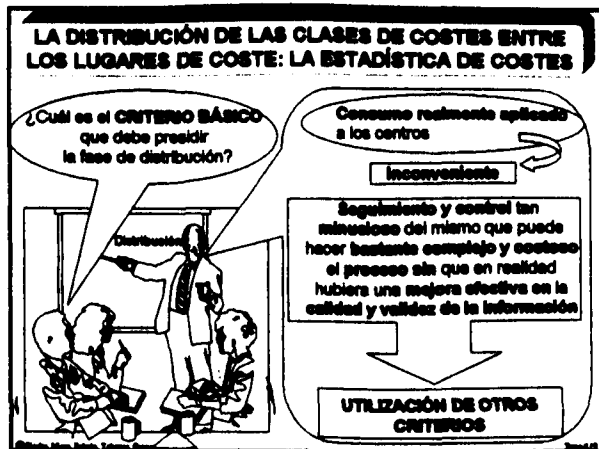 LA DISTRIBUCIÓN DE LAS CLASES DE COSTES ENTRE
LOS LUGARES DE COSTE: LA ESTADÍSTICA DE COSTES
¿Cuál es el CRITERIO BÁSICO
que debe presidir
la fase de distribución?
Consumo realmente aplicado
a los centros
Inconveniente
Seguimiento y control tan
minucioso del mismo que puede
hacer bastante complejo y costoso
el proceso sin que en realidad
hubiera una mejora efectiva en la
calidad y validez de la información
Distribución
UTILIZACIÓN DE OTROS
CRITERIOS